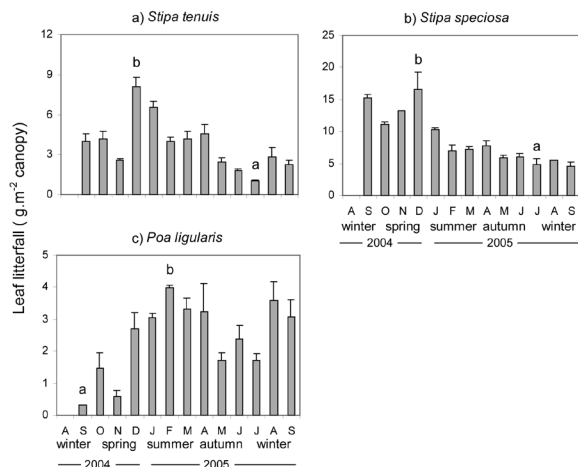 a) Stipa tenuis
12
9
6
3
0
b
a
b) Stipa speciosa
25
20
15
10
5
0
b
a
A S O N D J F M A M J J A S
winter spring summer autumn winter
2004 2005
Leaf litterfall ( g.m-2 canopy)
c) Poa ligularis
5
4
3
2
1
0
a
b
A S O N D J F M A M J J A S
winter spring summer autumn winter
2004 2005